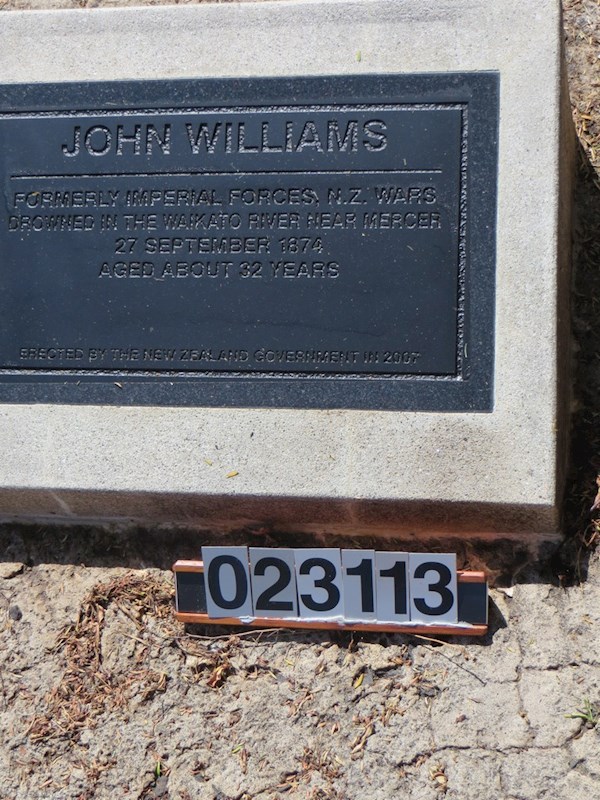 JOHN WILLIAMS
FORMERLY IMPERIAL FORCES, N.Z. WARS
DROWNED IN THE WAIKATO RIVER NEAR MERCER
27 SEPTEMBER 1874
AGED ABOUT 32 YEARS
ERECTED BY THE NEW ZEALAND GOVERNMENT IN 2007
023113